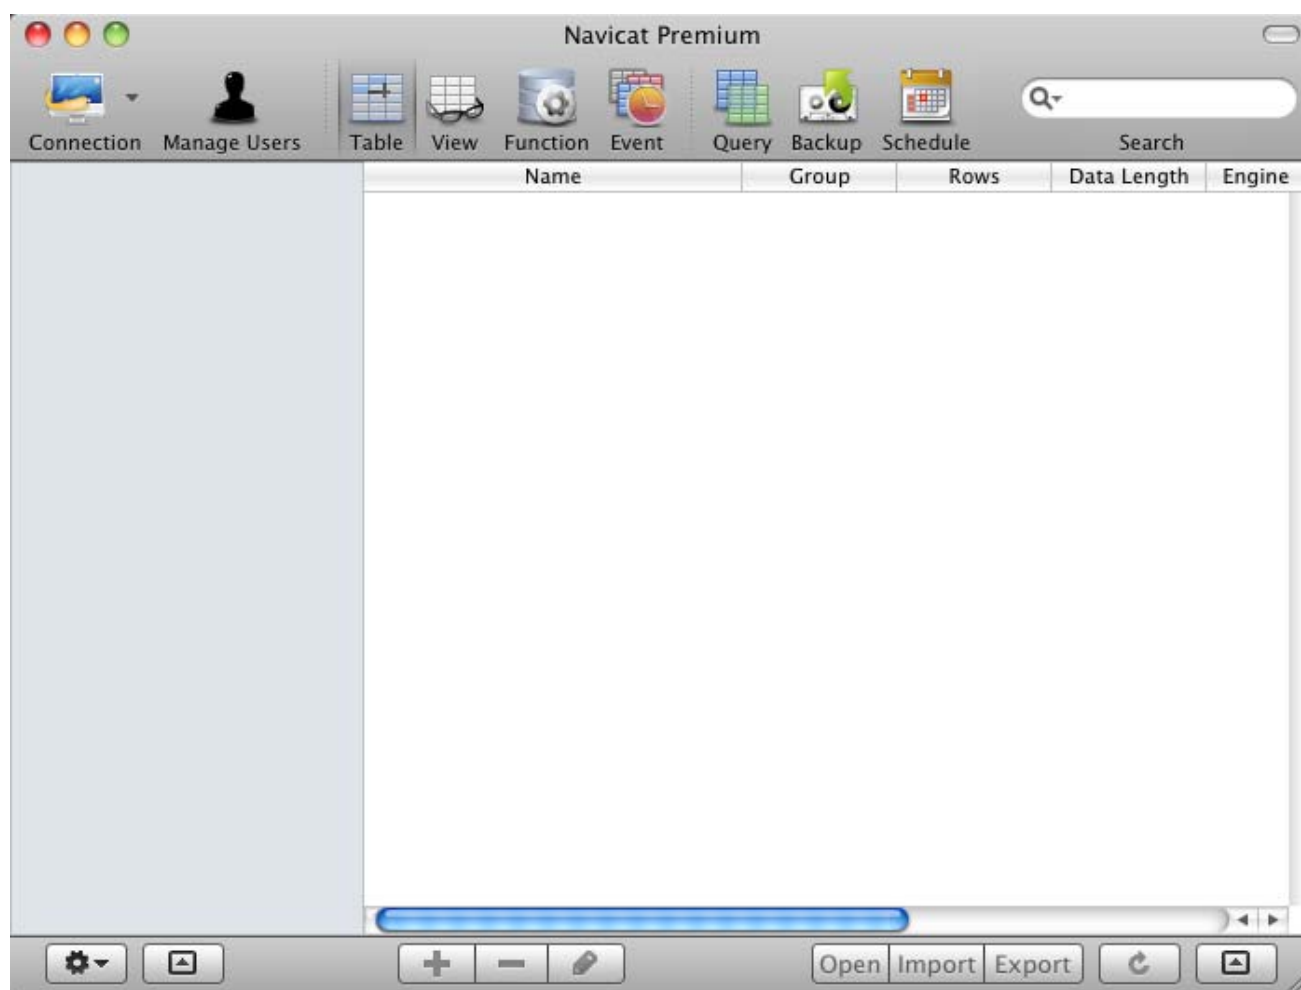 Navicat Premium
Connection Manage Users Table View Function Event Query Backup Schedule Search
Name Group Rows Data Length Engine
Open Import Export